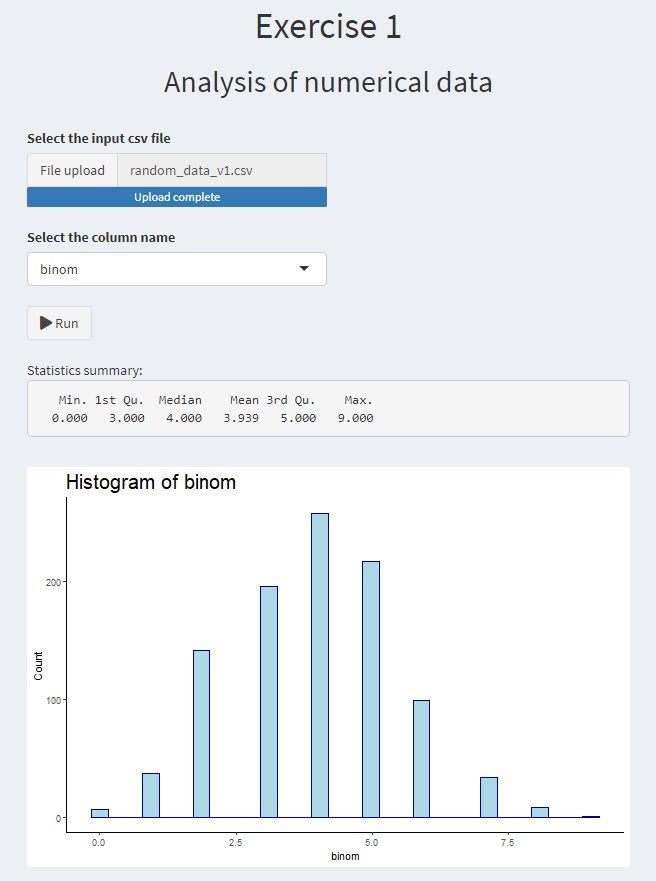 Exercise 1
Analysis of numerical data
Select the input csv file
File upload random_data_v1.csv
Upload complete
Select the column name
binom
Run
Statistics summary:
Min. 1st Qu. Median Mean 3rd Qu. Max.
0.000 3.000 4.000 3.939 5.000 9.000
Histogram of binom
200
Count
100
0
0.0 2.5 5.0 7.5
binom